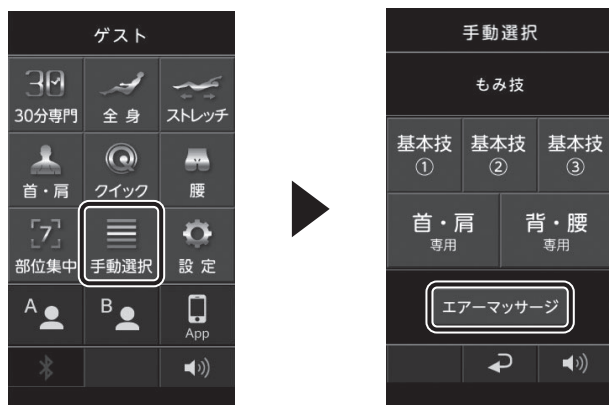 ゲスト
30
30分専門 全身 ストレッチ
首・肩 クイック 腰
7
部位集中 手動選択 設定
A B
App
手動選択
もみ技
基本技 基本技 基本技
① ② ③
首・肩 背・腰
専用 専用
エアーマッサージ